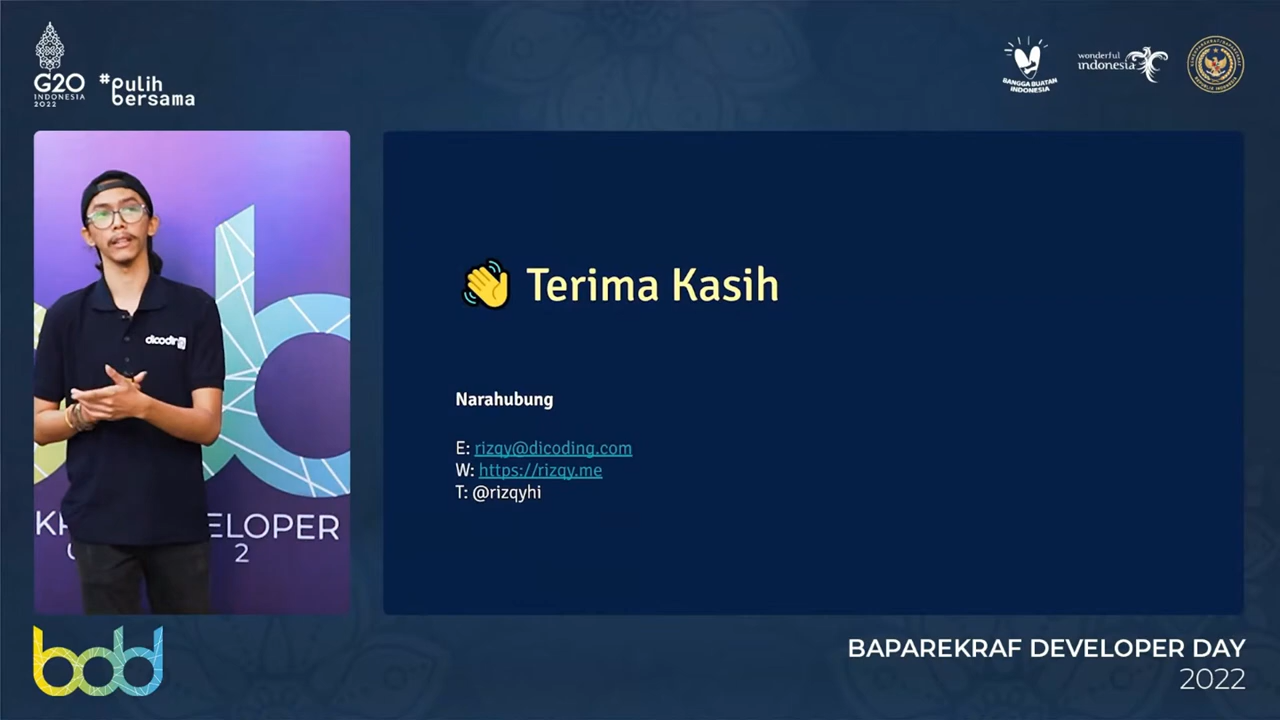 G20
INDONESIA
2022
#pulih
bersama
BANGGA BUATAN
INDONESIA
wonderful
indonesia
dicoding
ELOPER
2
Terima Kasih
Narahubung
E: rizqy@dicoding.com
W: https://rizqy.me
T: @rizqyhi
bdd
BAPAREKRAF DEVELOPER DAY
2022